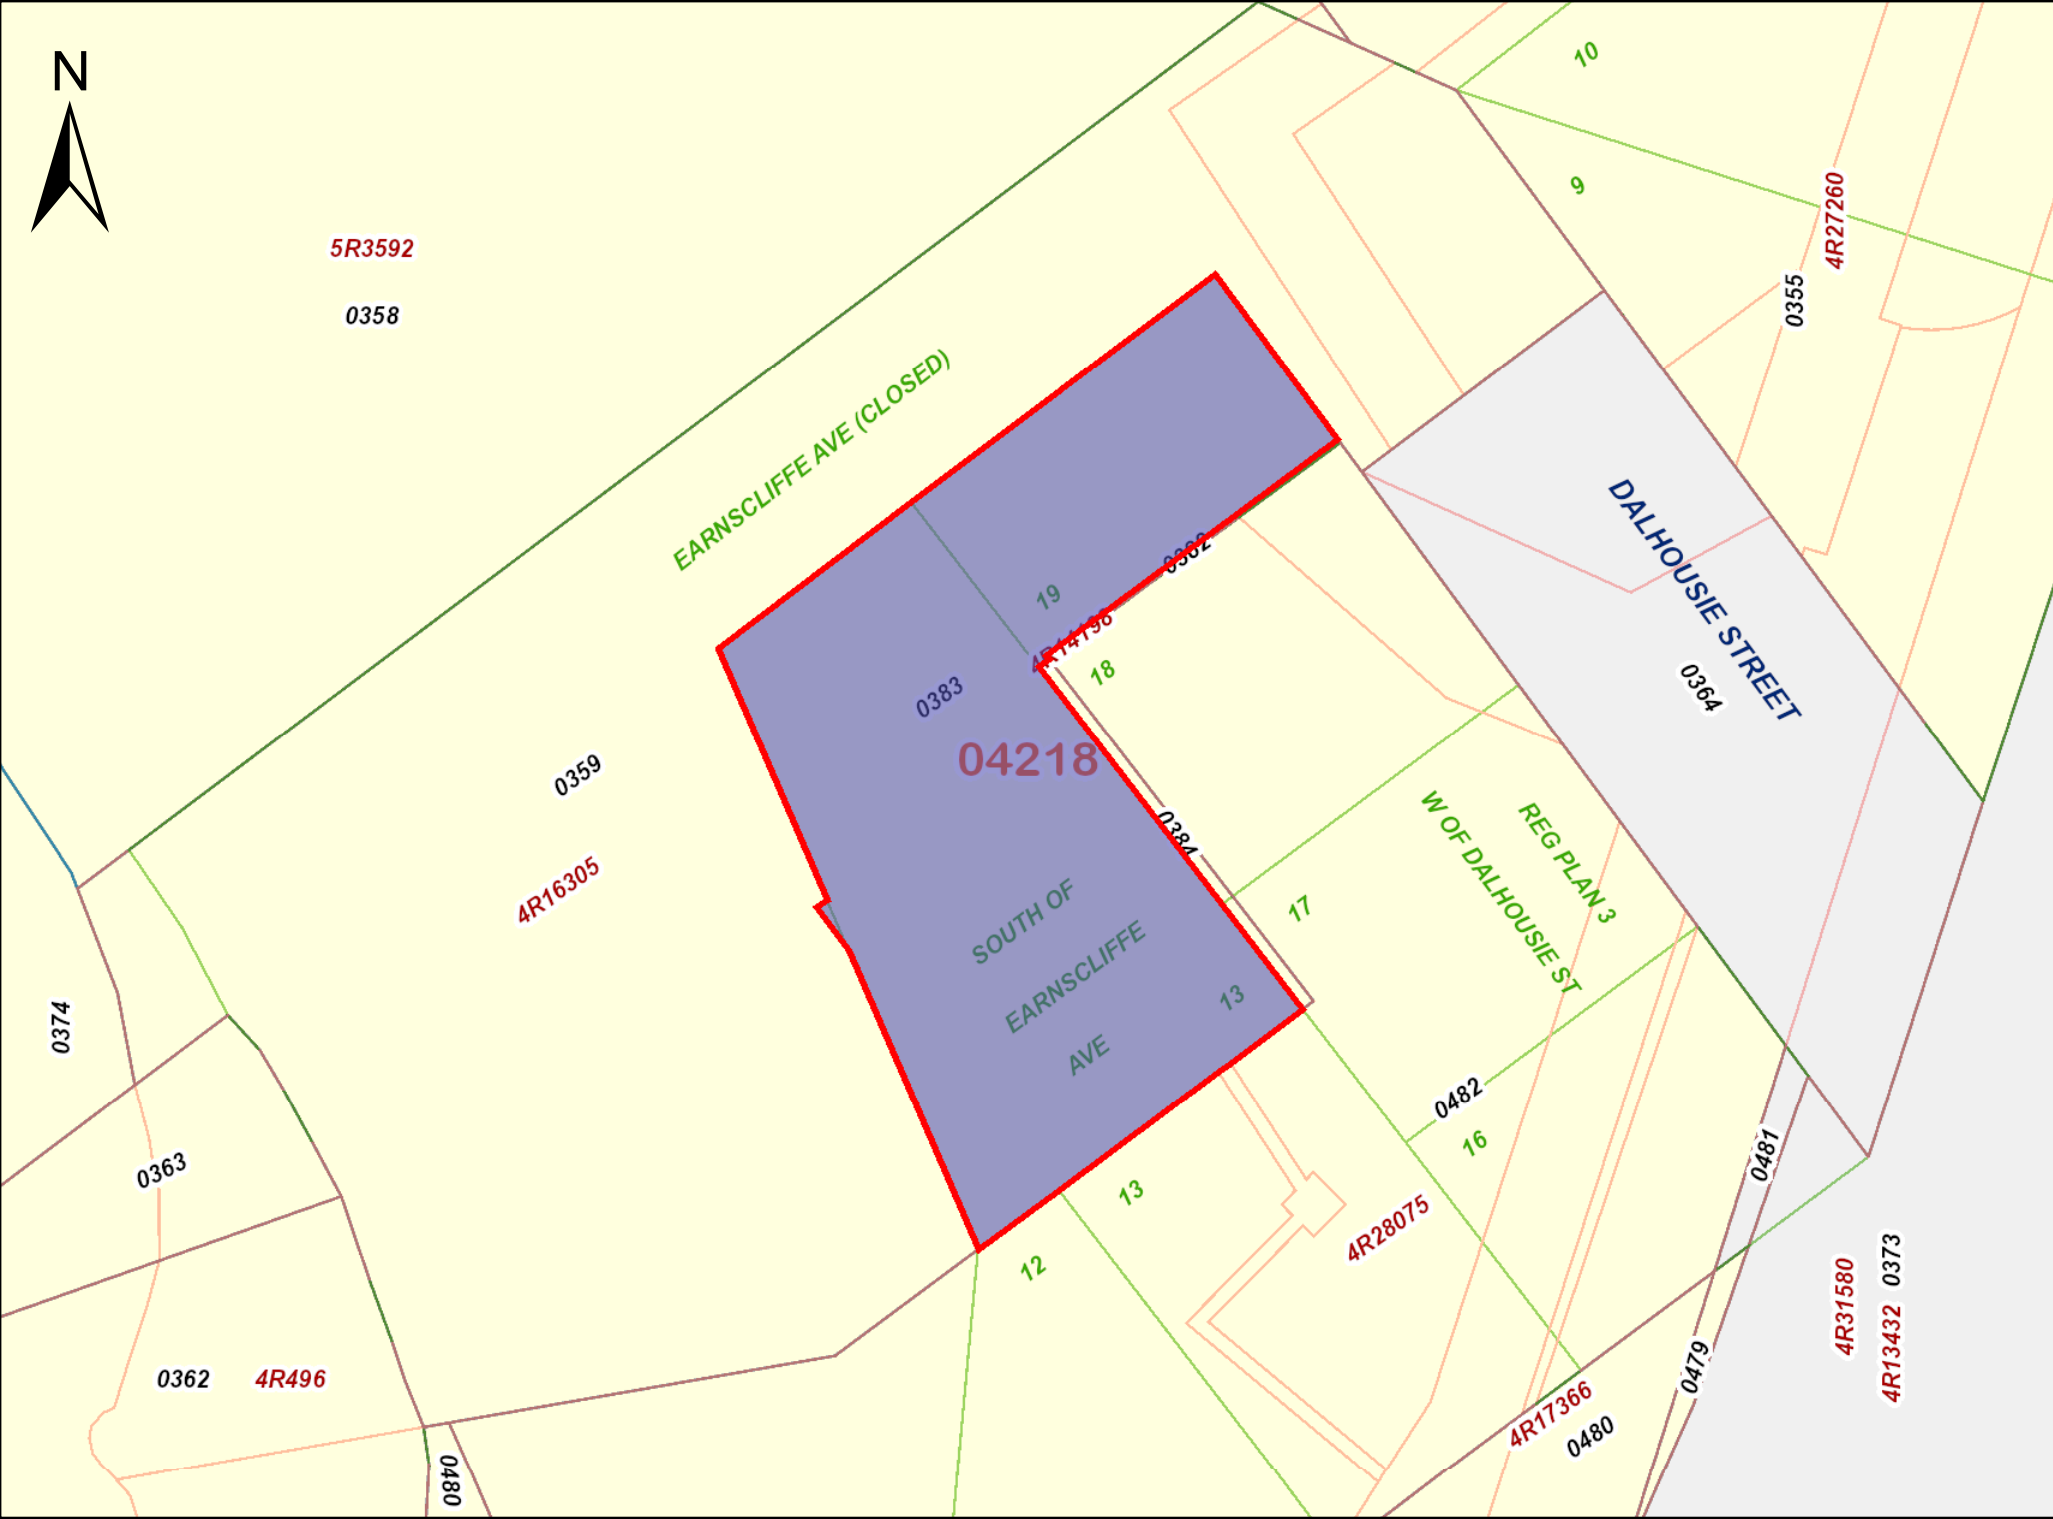 N
5R3592
0358
EARNSCLIFFE AVE (CLOSED)
10
9
4R27260
0355
DALHOUSIE STREET
0364
19
0382
4R14198
18
0383
04218
0384
0359
4R16305
SOUTH OF
EARNSCLIFFE
AVE
13
17
REG PLAN 3
W OF DALHOUSIE ST
0374
0363
0482
16
0481
13
12
4R28075
0362
4R496
0480
0479
4R17366
0480
4R31580
4R13432
0373